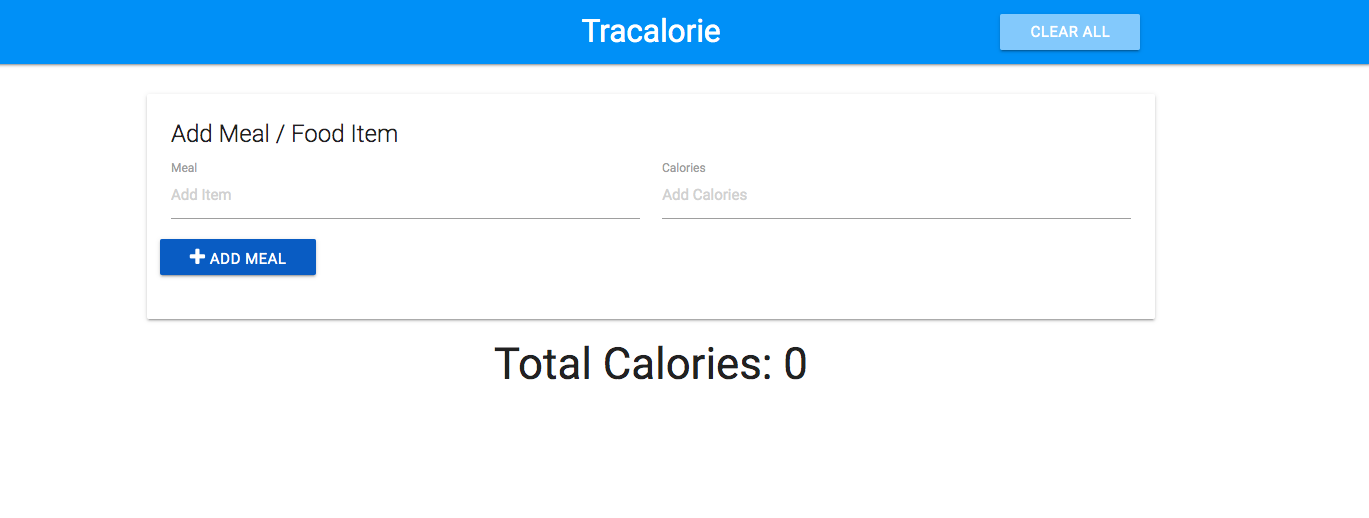 Tracalorie
CLEAR ALL
Add Meal / Food Item
Meal
Calories
Add Item
Add Calories
ADD MEAL
Total Calories: 0